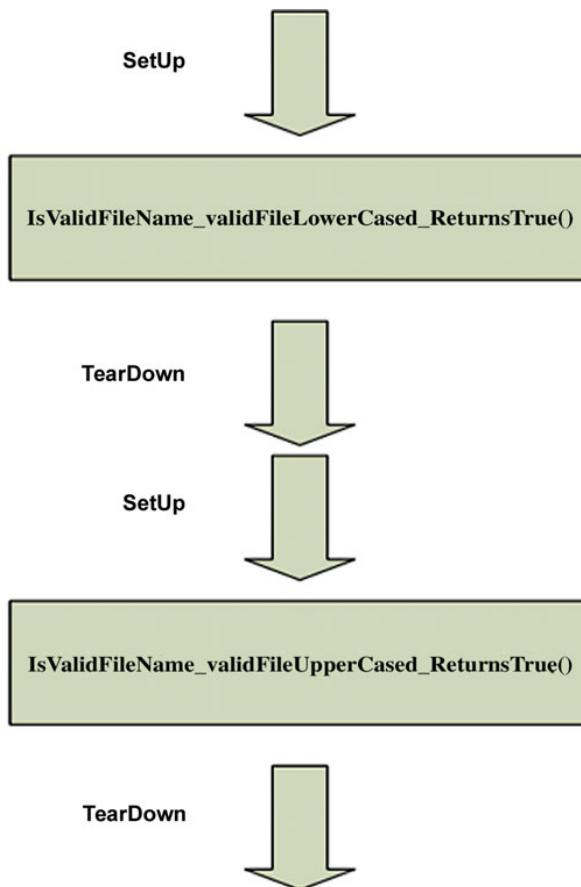 SetUp
IsValidFileName_validFileLowerCased_ReturnsTrue()
TearDown
SetUp
IsValidFileName_validFileUpperCased_ReturnsTrue()
TearDown